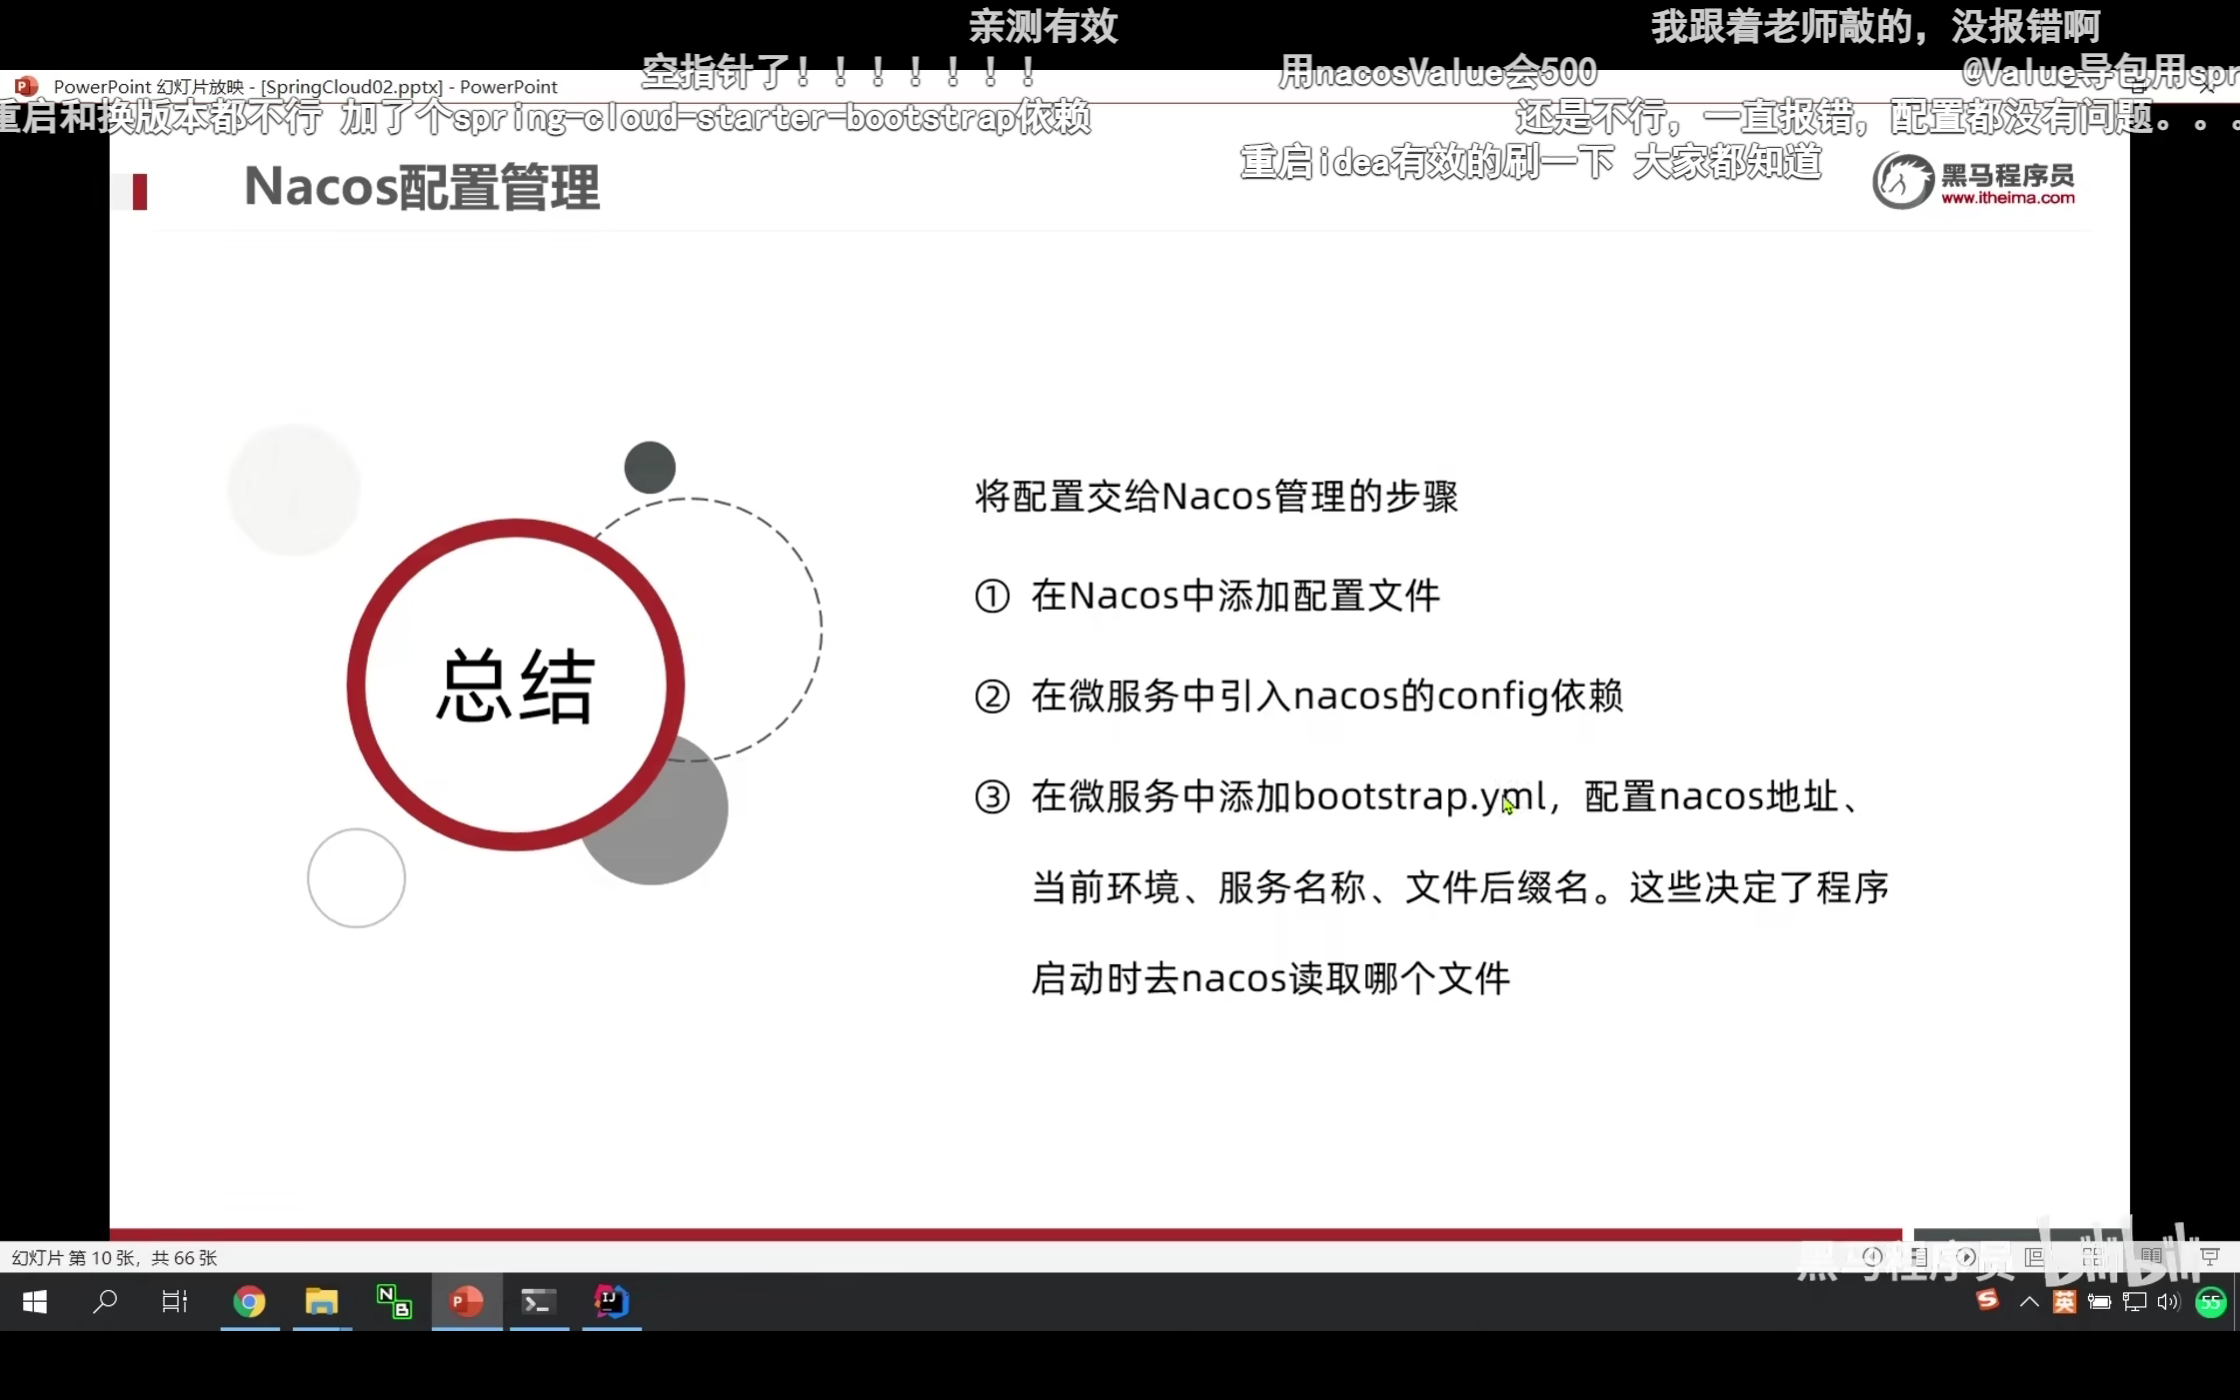 亲测有效
我跟着老师敲的，没报错啊
空指针了！！！！！！！
用nacosValue会500
@Value导包用spr
PowerPoint 幻灯片放映 - [SpringCloud02.pptx] - PowerPoint
重启和换版本都不行
加了个spring-cloud-starter-bootstrap依赖
还是不行，一直报错，配置都没有问题。。。
重启idea有效的刷一下 大家都知道
Nacos配置管理
黑马程序员
www.itheima.com
总结
将配置交给Nacos管理的步骤
① 在Nacos中添加配置文件
② 在微服务中引入nacos的config依赖
③ 在微服务中添加bootstrap.yml，配置nacos地址、
当前环境、服务名称、文件后缀名。这些决定了程序
启动时去nacos读取哪个文件
黑马程序员 bilibili
幻灯片 第 10 张，共 66 张
英
55